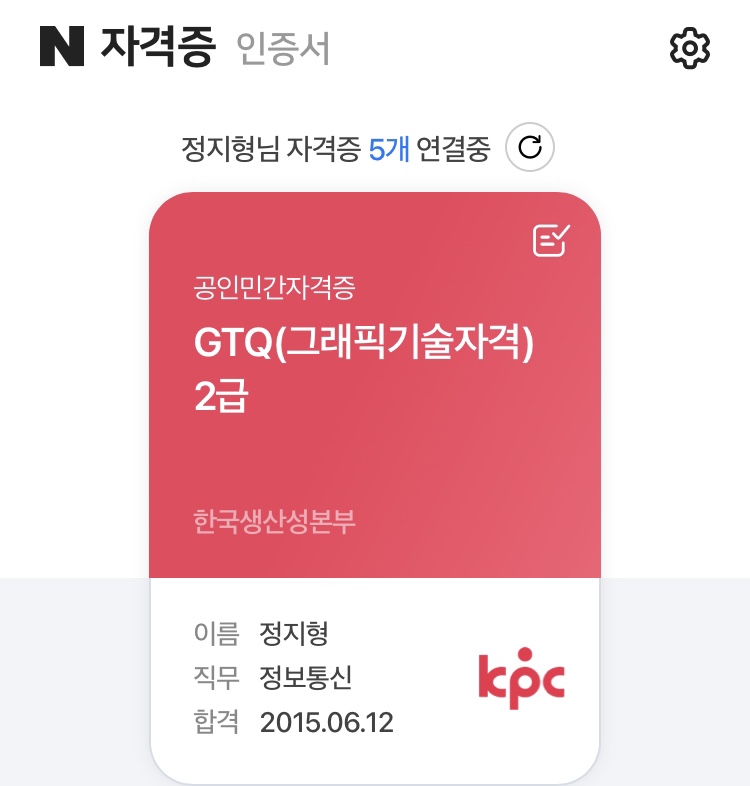 N 자격증 인증서
정지형님 자격증 5개 연결중
공인민간자격증
GTQ(그래픽기술자격)
2급
한국생산성본부
이름 정지형
직무 정보통신
합격 2015.06.12
kpc